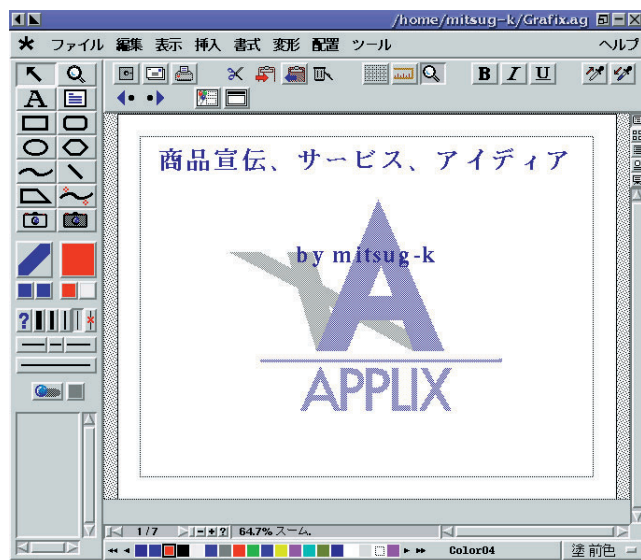 /home/mitsug-k/Grafix.ag
ファイル 編集 表示 挿入 書式 変形 配置 ツール ヘルプ
B I U
A
商品宣伝、サービス、アイディア
by mitsug-k
A
APPLIX
?
1/7 -+? 64.7% スーム.
Color04 塗 前色